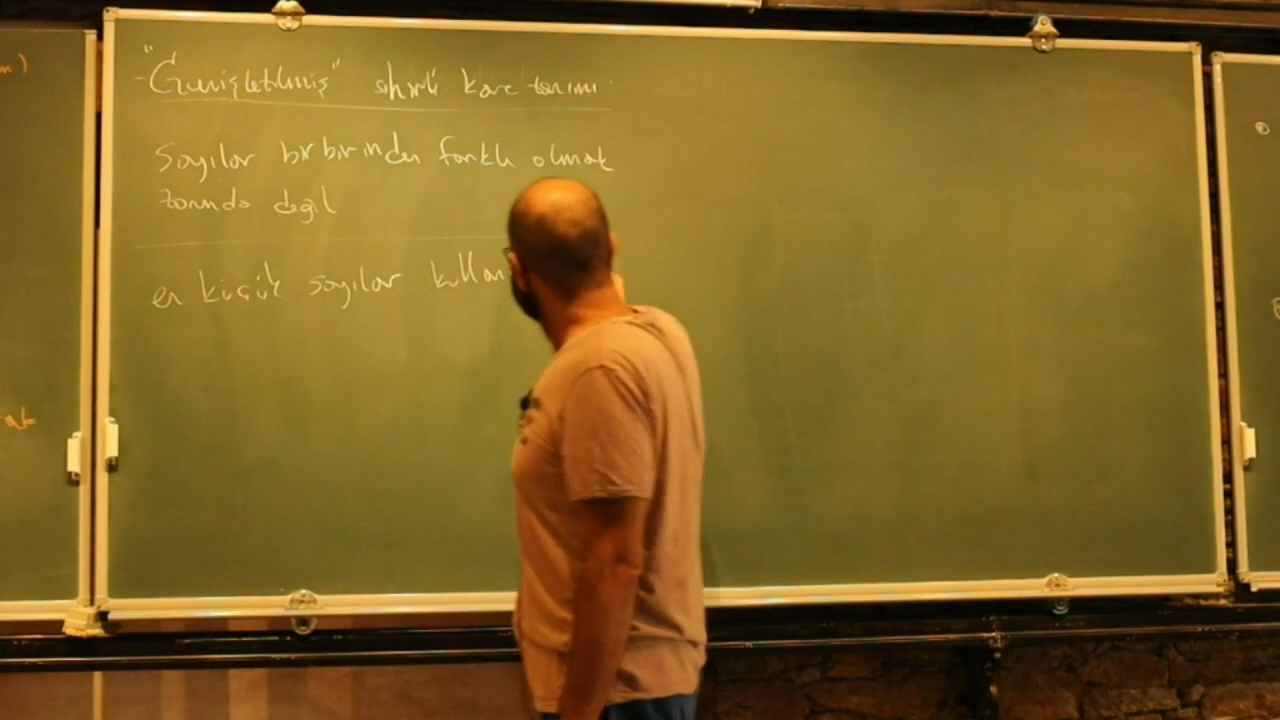 "Genişletilmiş" sihirli kare tanımı
Sayılar birbirinden farklı olmak
zorunda değil
en küçük sayılar kullan